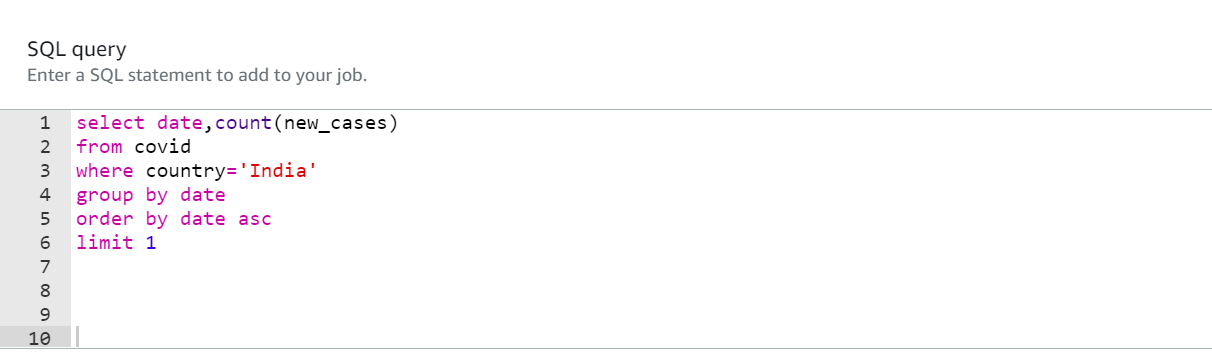 SQL query
Enter a SQL statement to add to your job.
1 select date,count(new_cases)
2 from covid
3 where country='India'
4 group by date
5 order by date asc
6 limit 1
7
8
9
10